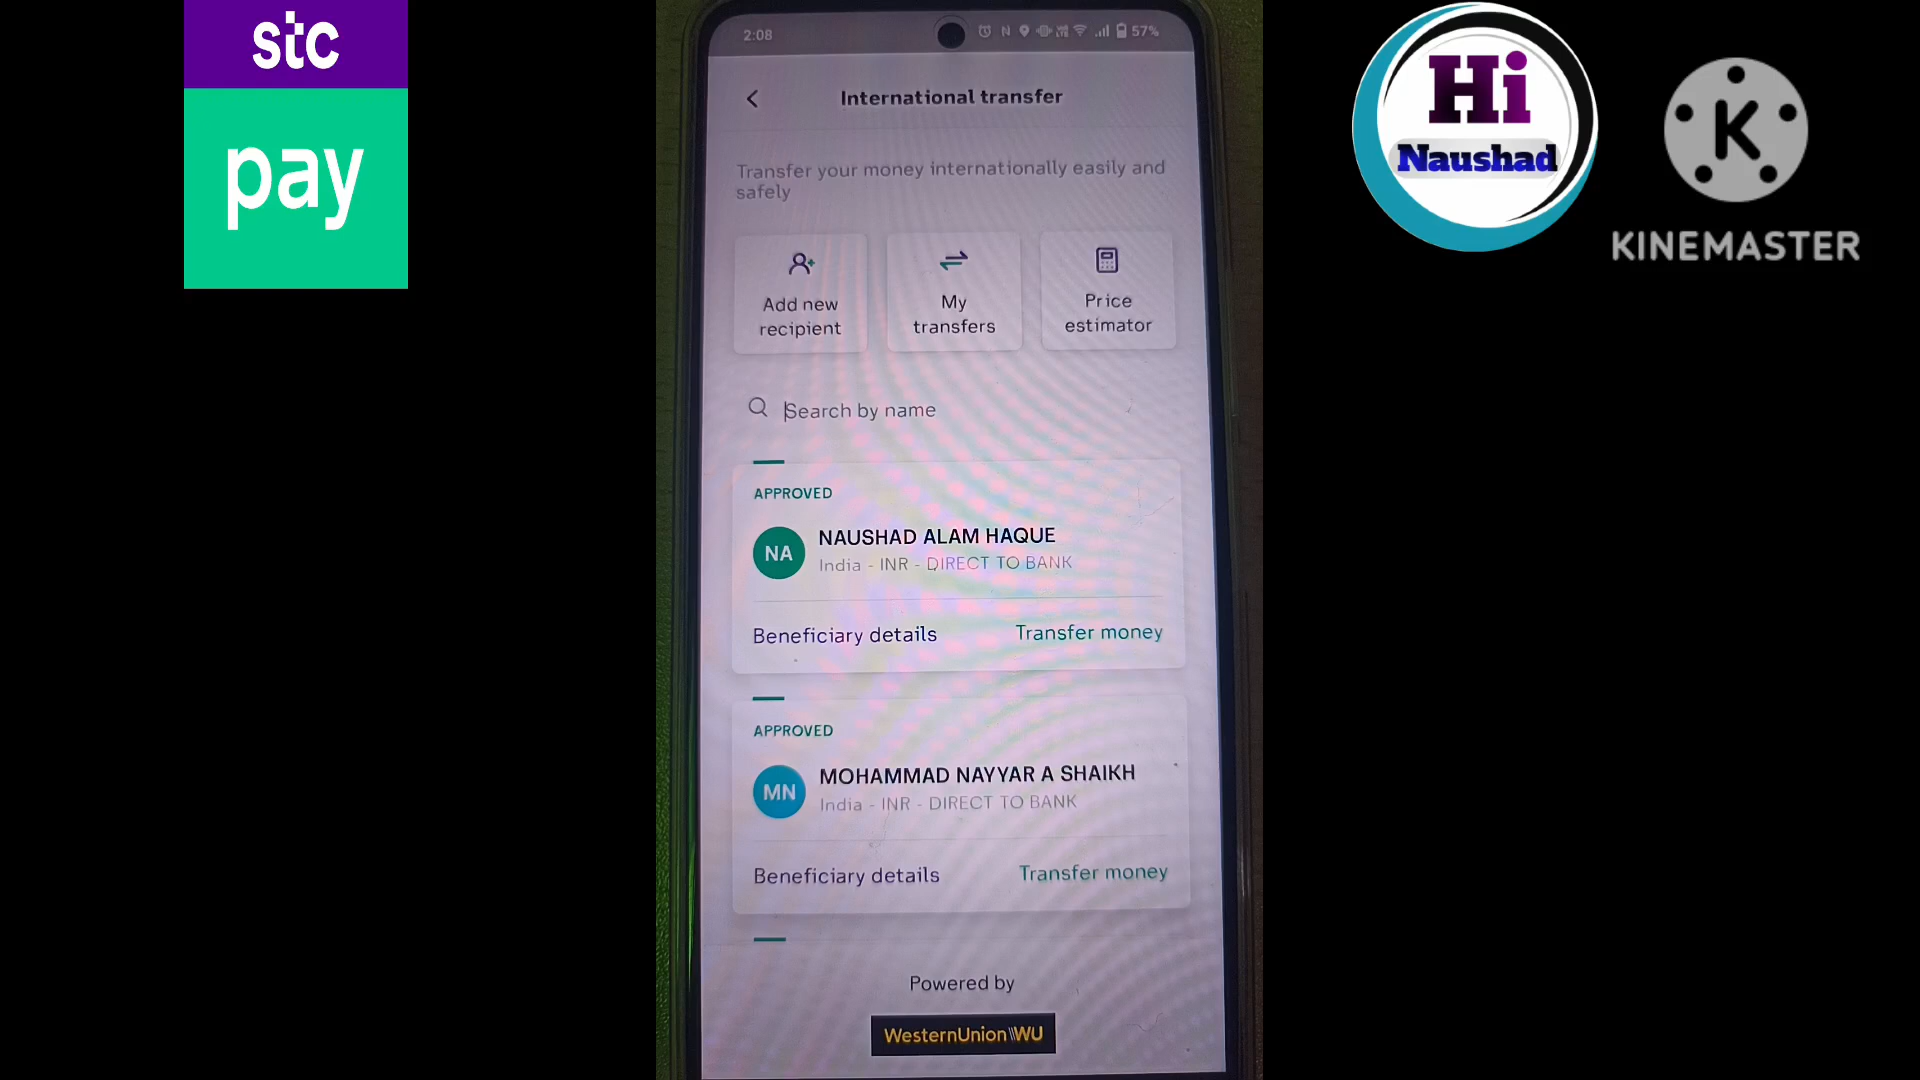 stc
pay
2:08
57%
International transfer
Transfer your money internationally easily and
safely
Add new
recipient
My
transfers
Price
estimator
Search by name
APPROVED
NA
NAUSHAD ALAM HAQUE
India - INR - DIRECT TO BANK
Beneficiary details
Transfer money
APPROVED
MN
MOHAMMAD NAYYAR A SHAIKH
India - INR - DIRECT TO BANK
Beneficiary details
Transfer money
Powered by
WesternUnion WU
Hi
Naushad
K
KINEMASTER